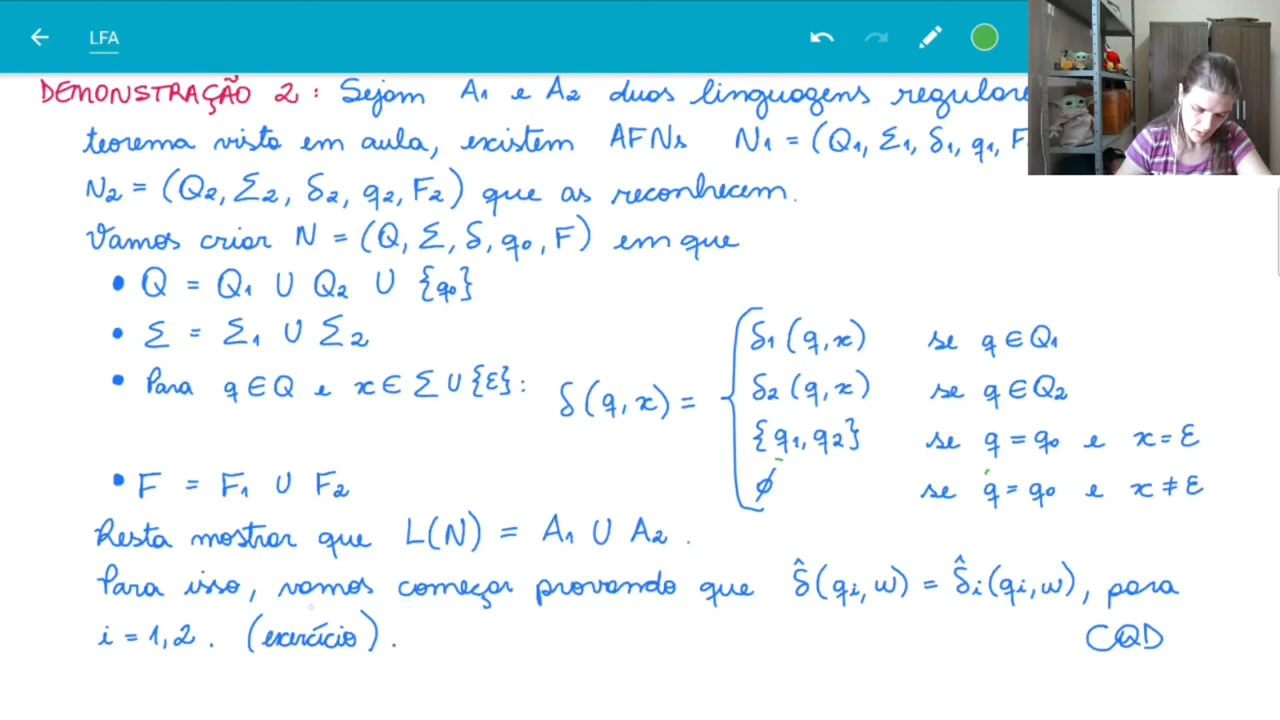 LFA
DEMONSTRAÇÃO 2: Sejam A1 e A2 duas linguagens regulare
teorema visto em aula, existem AFNs N1 = (Q1, Σ1, δ1, q1, F
N2 = (Q2, Σ2, δ2, q2, F2) que as reconhecem.
Vamos criar N = (Q, Σ, δ, q0, F) em que
• Q = Q1 ∪ Q2 ∪ {q0}
• Σ = Σ1 ∪ Σ2
• Para q ∈ Q e x ∈ Σ ∪ {ε}: δ(q, x) =
δ1(q, x) se q ∈ Q1
δ2(q, x) se q ∈ Q2
{q1, q2} se q = q0 e x = ε
∅ se q = q0 e x ≠ ε
• F = F1 ∪ F2
Resta mostrar que L(N) = A1 ∪ A2.
Para isso, vamos começar provando que δ̂(qi, w) = δ̂i(qi, w), para
i = 1,2. (exercício). CQD